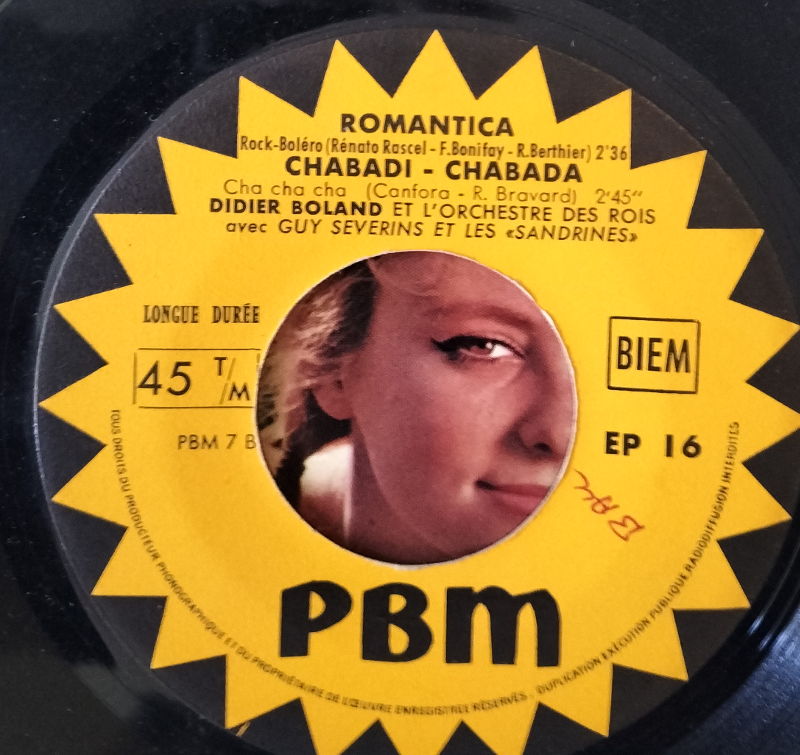 ROMANTICA
Rock-Boléro (Rénato Rascel - F. Bonifay - R. Berthier) 2'36
CHABADI - CHABADA
Cha cha cha (Canfora - R. Bravard) 2'45"
DIDIER BOLAND ET L'ORCHESTRE DES ROIS
avec GUY SEVERINS ET LES «SANDRINES»
LONGUE DURÉE
45 T/M
PBM 7 B
BIEM
EP 16
PBM
TOUS DROITS DU PRODUCTEUR PHONOGRAPHIQUE ET DU PROPRIÉTAIRE DE L'ŒUVRE ENREGISTRÉE RÉSERVÉS - DUPLICATION EXÉCUTION PUBLIQUE RADIODIFFUSION INTERDITES